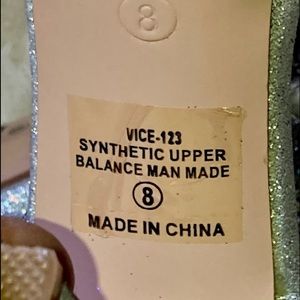 8
VICE-123
SYNTHETIC UPPER
BALANCE MAN MADE
8
MADE IN CHINA